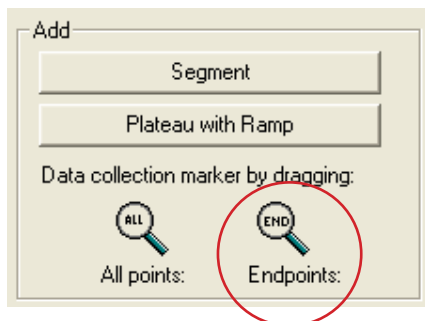 Add
Segment
Plateau with Ramp
Data collection marker by dragging:
ALL END
All points: Endpoints: